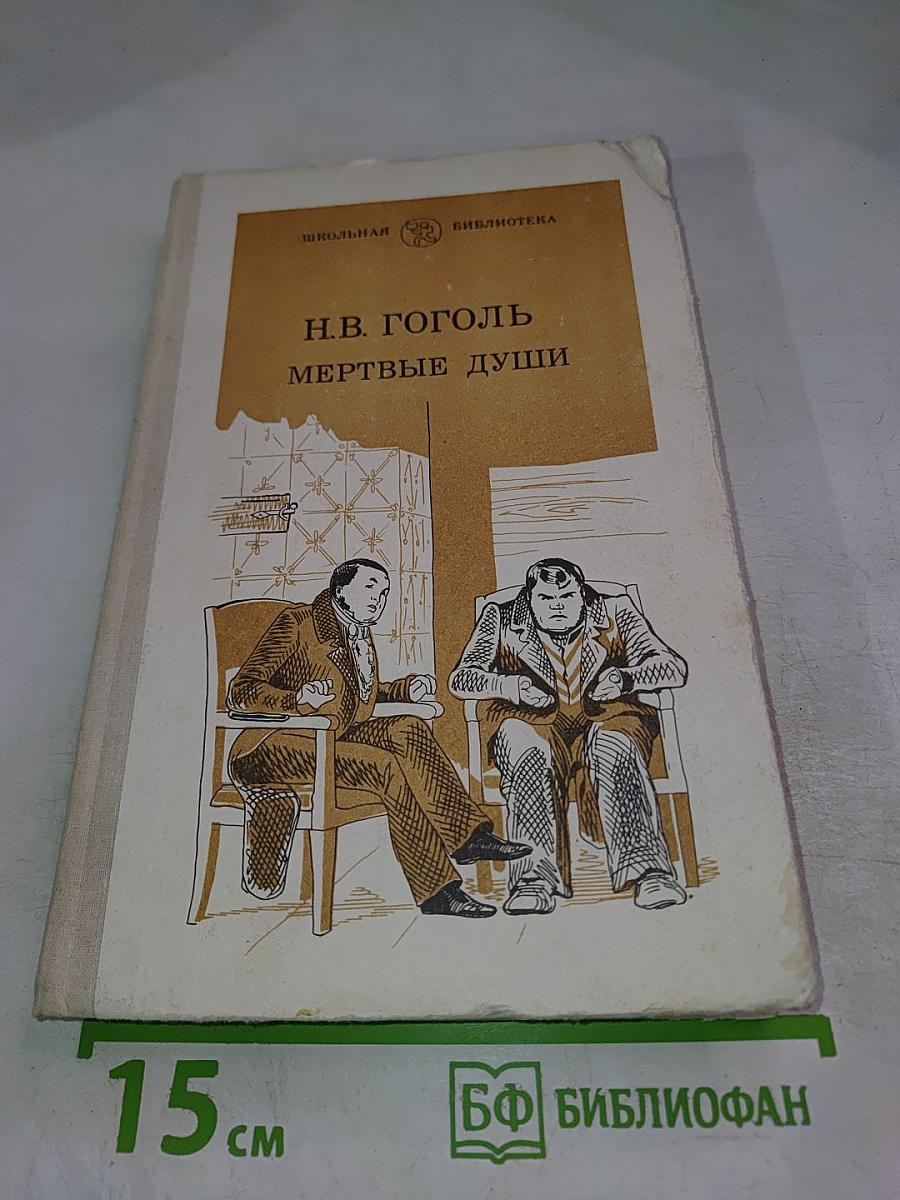 ШКОЛЬНАЯ БИБЛИОТЕКА
Н.В. ГОГОЛЬ
МЕРТВЫЕ ДУШИ
15 см
БФ БИБЛИОФАН